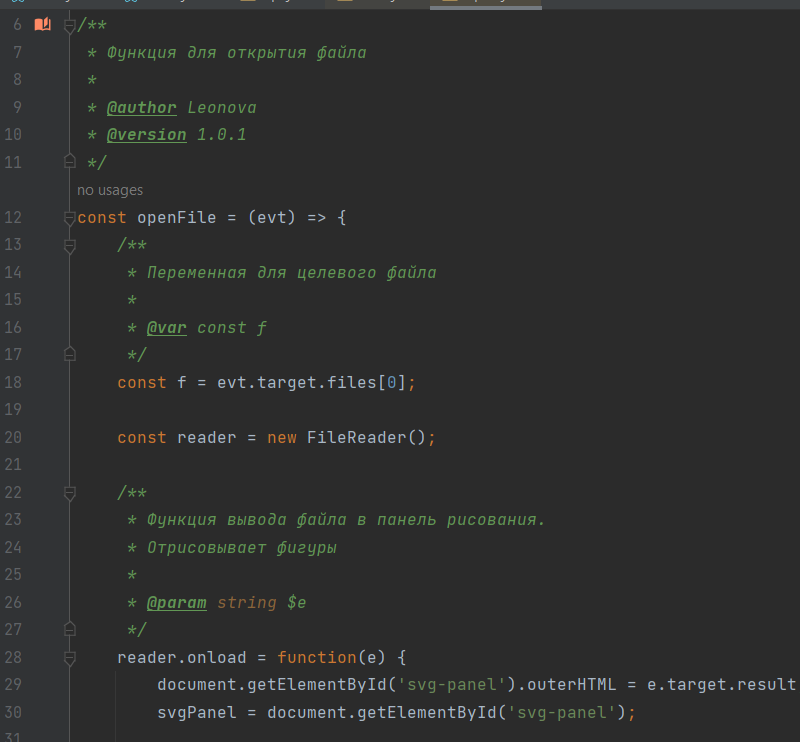 6 /**
7  * Функция для открытия файла
8  *
9  * @author Leonova
10  * @version 1.0.1
11  */
no usages
12 const openFile = (evt) => {
13     /**
14      * Переменная для целевого файла
15      *
16      * @var const f
17      */
18     const f = evt.target.files[0];
19
20     const reader = new FileReader();
21
22     /**
23      * Функция вывода файла в панель рисования.
24      * Отрисовывает фигуры
25      *
26      * @param string $e
27      */
28     reader.onload = function(e) {
29         document.getElementById('svg-panel').outerHTML = e.target.result
30         svgPanel = document.getElementById('svg-panel');
31